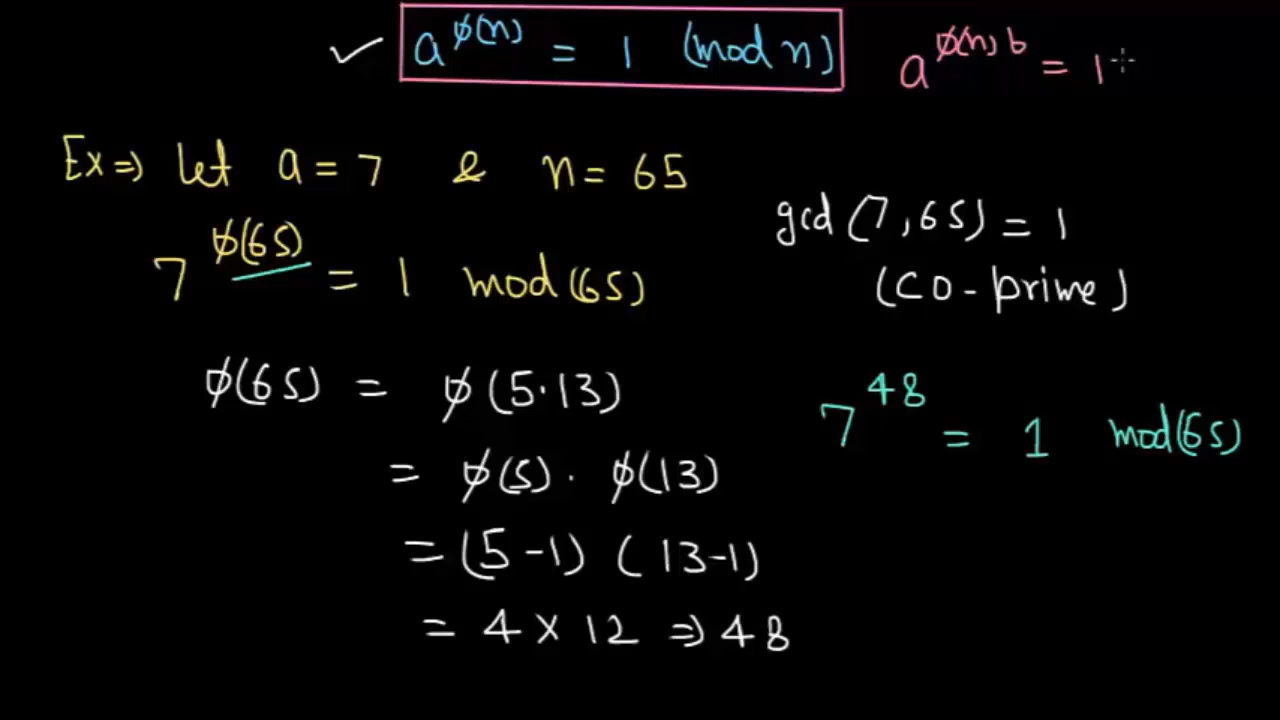 a^ϕ(n) = 1 (mod n)
a^ϕ(n)b = 1
Ex⇒ let a = 7 & n = 65
gcd (7, 65) = 1
(CO-prime)
7^ϕ(65) = 1 mod(65)
ϕ(65) = ϕ(5·13)
= ϕ(5) · ϕ(13)
= (5-1) (13-1)
= 4 × 12 ⇒ 48
7^48 = 1 mod(65)